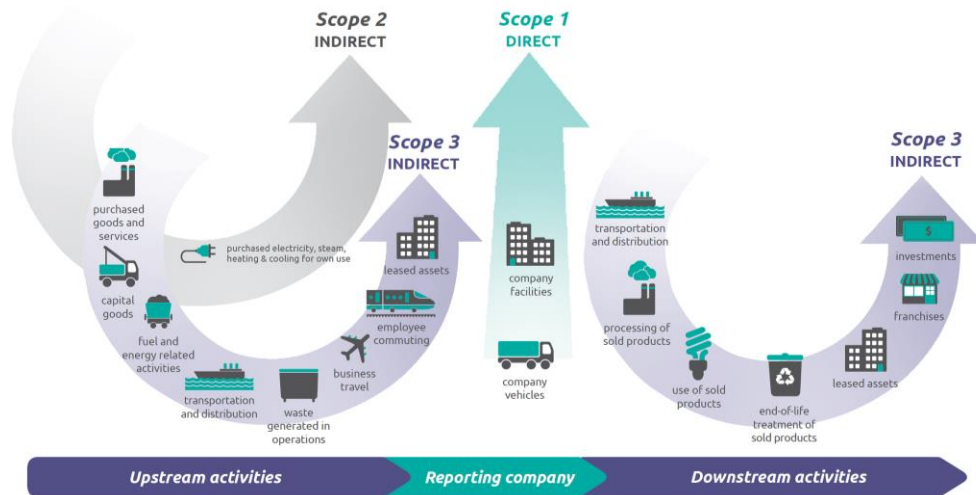 Scope 2
INDIRECT
Scope 1
DIRECT
Scope 3
INDIRECT
Scope 3
INDIRECT
purchased
goods and
services
capital
goods
fuel and
energy related
activities
transportation
and distribution
waste
generated in
operations
business
travel
employee
commuting
leased assets
purchased electricity, steam,
heating & cooling for own use
company
facilities
company
vehicles
transportation
and distribution
processing of
sold products
use of sold
products
end-of-life
treatment of
sold products
leased assets
franchises
$
investments
Upstream activities
Reporting company
Downstream activities